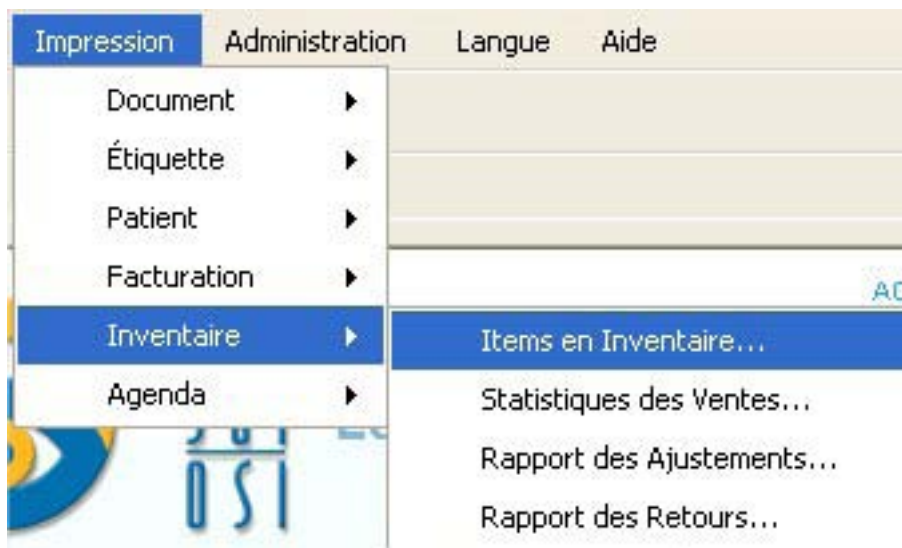 Impression Administration Langue Aide
Document
Étiquette
Patient
Facturation
Inventaire
Agenda
Items en Inventaire...
Statistiques des Ventes...
Rapport des Ajustements...
Rapport des Retours...
OSI